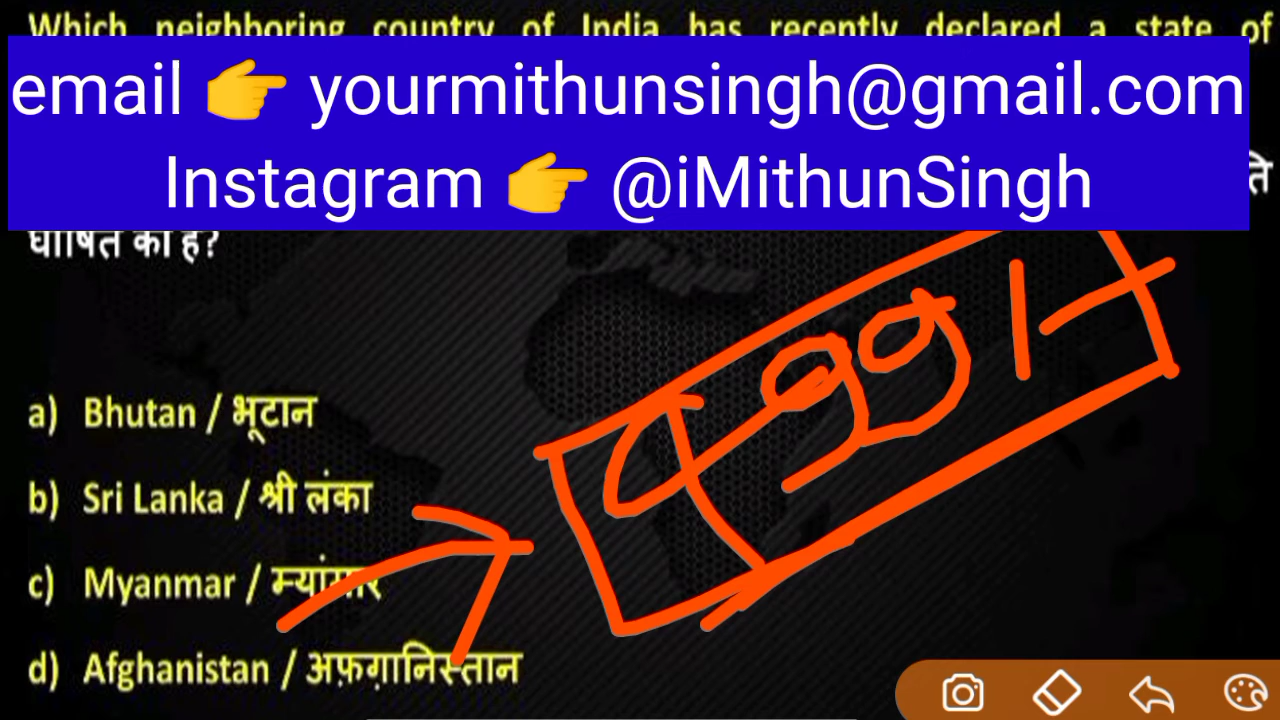 Which neighboring country of India has recently declared a state of
email 👉 yourmithunsingh@gmail.com
Instagram 👉 @iMithunSingh
घोषित की है?
499/-
a) Bhutan / भूटान
b) Sri Lanka / श्री लंका
c) Myanmar / म्यांमार
d) Afghanistan / अफ़ग़ानिस्तान